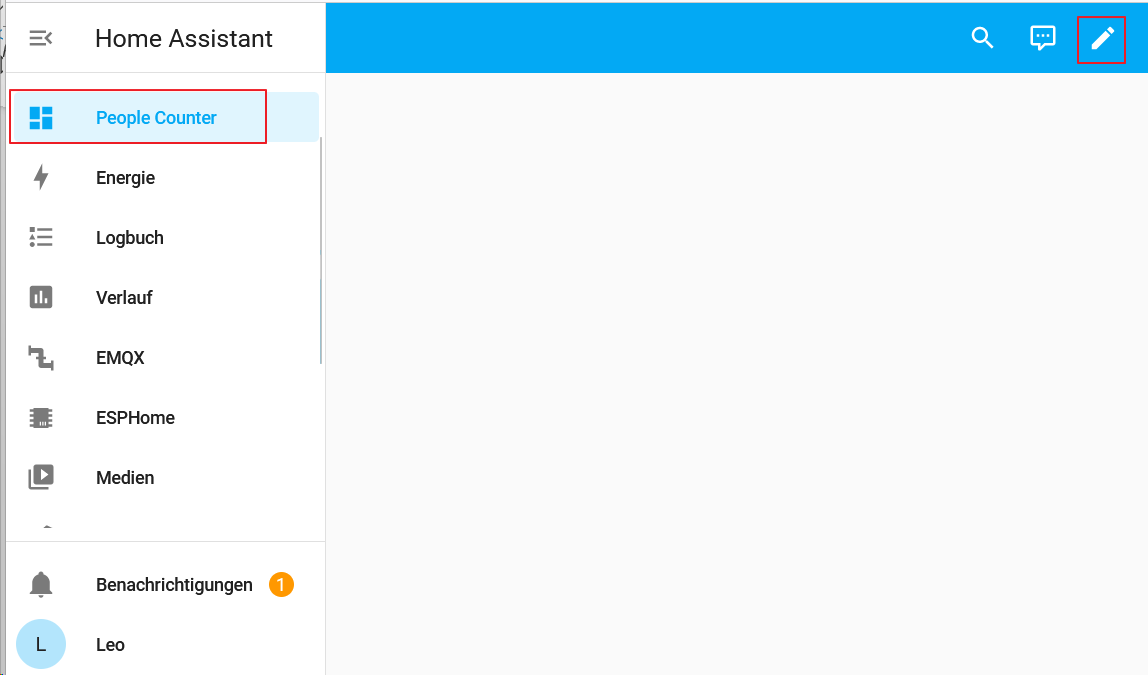 Home Assistant
People Counter
Energie
Logbuch
Verlauf
EMQX
ESPHome
Medien
Benachrichtigungen 1
L Leo